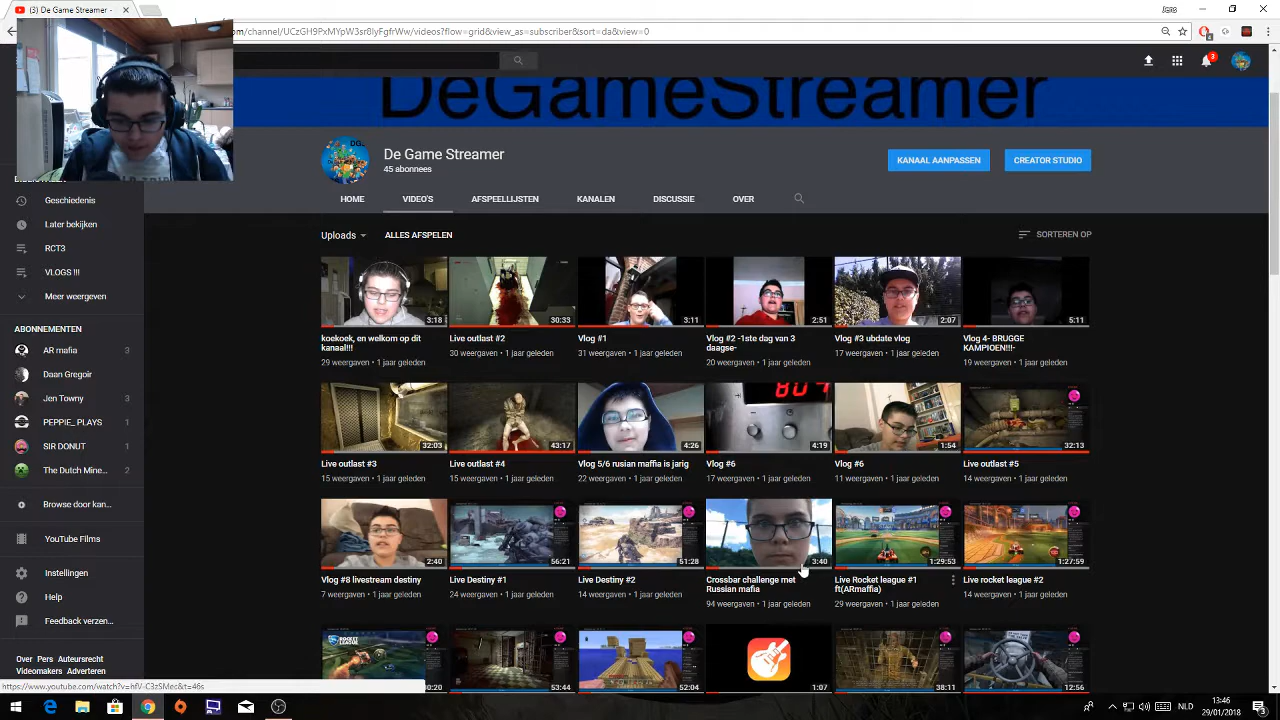 De Game Streamer - YouTube
om/channel/UCzGH9PxMYpW3sr0lyFgfrWw/videos?flow=grid&view_as=subscriber&sort=da&view=0
DeGameStreamer
De Game Streamer
45 abonnees
KANAAL AANPASSEN
CREATOR STUDIO
HOME
VIDEO'S
AFSPEELLIJSTEN
KANALEN
DISCUSSIE
OVER
Geschiedenis
Later bekijken
RCT3
VLOGS !!!
Meer weergeven
ABONNEMENTEN
AR mafia 3
Daan Gregoir
Jen Towny 3
PEPPIE_ PLAYS 1
SIR DONUT 1
The Dutch Mine... 2
Browse door kan...
YouTube Films
Instellingen
Help
Feedback verzen...
Over Pers Auteursrecht
Videomakers Adverteren
Uploads
ALLES AFSPELEN
SORTEREN OP
3:18
koekoek, en welkom op dit
kanaal!!!
29 weergaven • 1 jaar geleden
30:33
Live outlast #2
30 weergaven • 1 jaar geleden
3:11
Vlog #1
31 weergaven • 1 jaar geleden
2:51
Vlog #2 -1ste dag van 3
daagse-
20 weergaven • 1 jaar geleden
2:07
Vlog #3 ubdate vlog
17 weergaven • 1 jaar geleden
5:11
Vlog 4- BRUGGE
KAMPIOEN!!!-
19 weergaven • 1 jaar geleden
32:03
Live outlast #3
15 weergaven • 1 jaar geleden
43:17
Live outlast #4
15 weergaven • 1 jaar geleden
4:26
Vlog 5/6 rusian maffia is jarig
22 weergaven • 1 jaar geleden
4:19
Vlog #6
17 weergaven • 1 jaar geleden
1:54
Vlog #6
11 weergaven • 1 jaar geleden
32:13
Live outlast #5
14 weergaven • 1 jaar geleden
2:40
Vlog #8 livestream destiny
7 weergaven • 1 jaar geleden
56:21
Live Destiny #1
24 weergaven • 1 jaar geleden
51:28
Live Destiny #2
14 weergaven • 1 jaar geleden
3:40
Crossbar challenge met
Russian mafia
94 weergaven • 1 jaar geleden
1:29:53
Live Rocket league #1
ft(ARmaffia)
29 weergaven • 1 jaar geleden
1:27:59
Live rocket league #2
14 weergaven • 1 jaar geleden
53:44
52:04
1:07
38:11
12:56
https://www.youtube.com/watch?v=hfV-C3zSMec&t=46s
NLD
13:46
29/01/2018